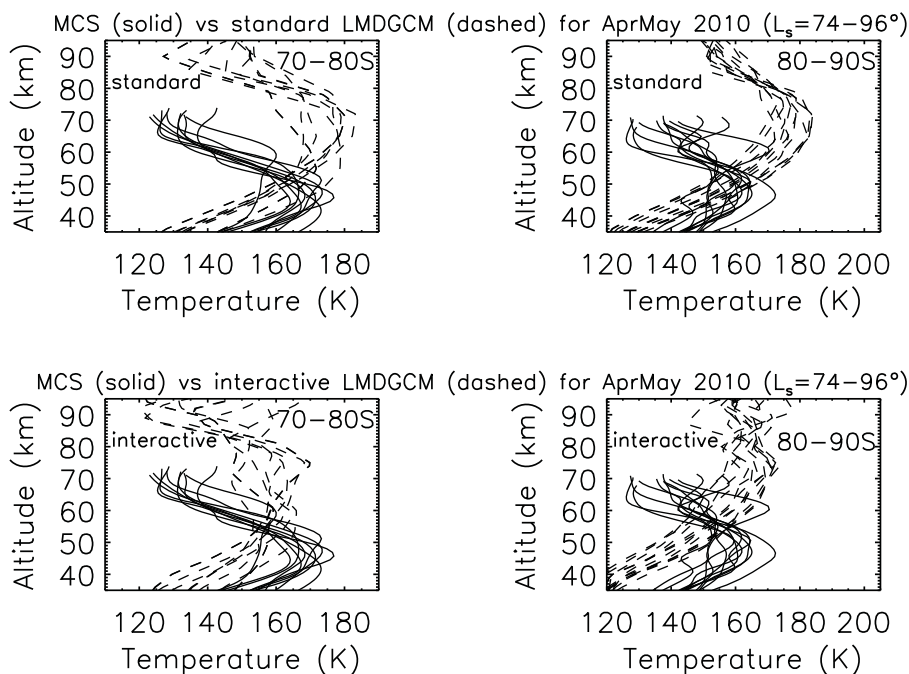 MCS (solid) vs standard LMDGCM (dashed) for AprMay 2010 (Ls=74−96°)
90
80
70
60
50
40
Altitude (km)
standard
70−80S
120 140 160 180
Temperature (K)
90
80
70
60
50
40
Altitude (km)
standard
80−90S
120 140 160 180 200
Temperature (K)
MCS (solid) vs interactive LMDGCM (dashed) for AprMay 2010 (Ls=74−96°)
90
80
70
60
50
40
Altitude (km)
interactive
70−80S
120 140 160 180
Temperature (K)
90
80
70
60
50
40
Altitude (km)
interactive
80−90S
120 140 160 180 200
Temperature (K)